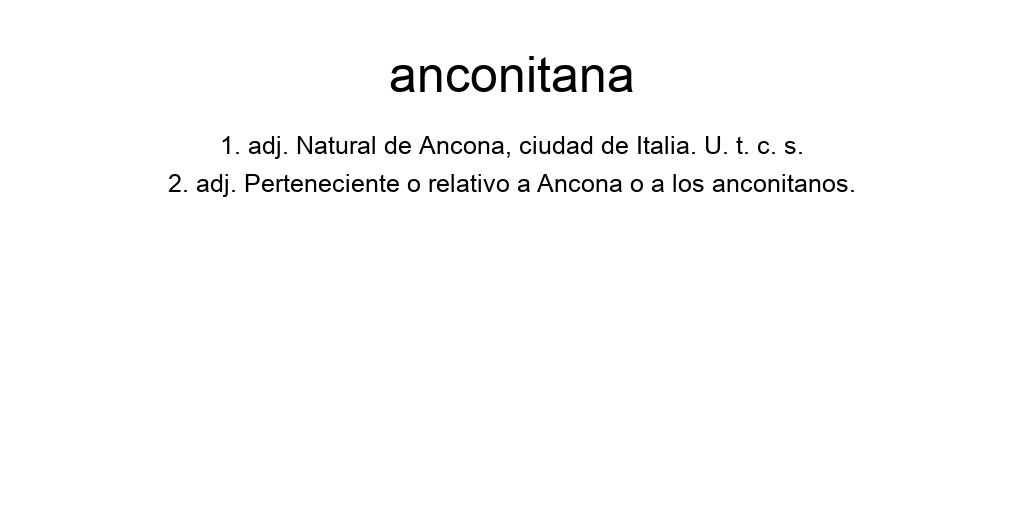 anconitana
1. adj. Natural de Ancona, ciudad de Italia. U. t. c. s.
2. adj. Perteneciente o relativo a Ancona o a los anconitanos.